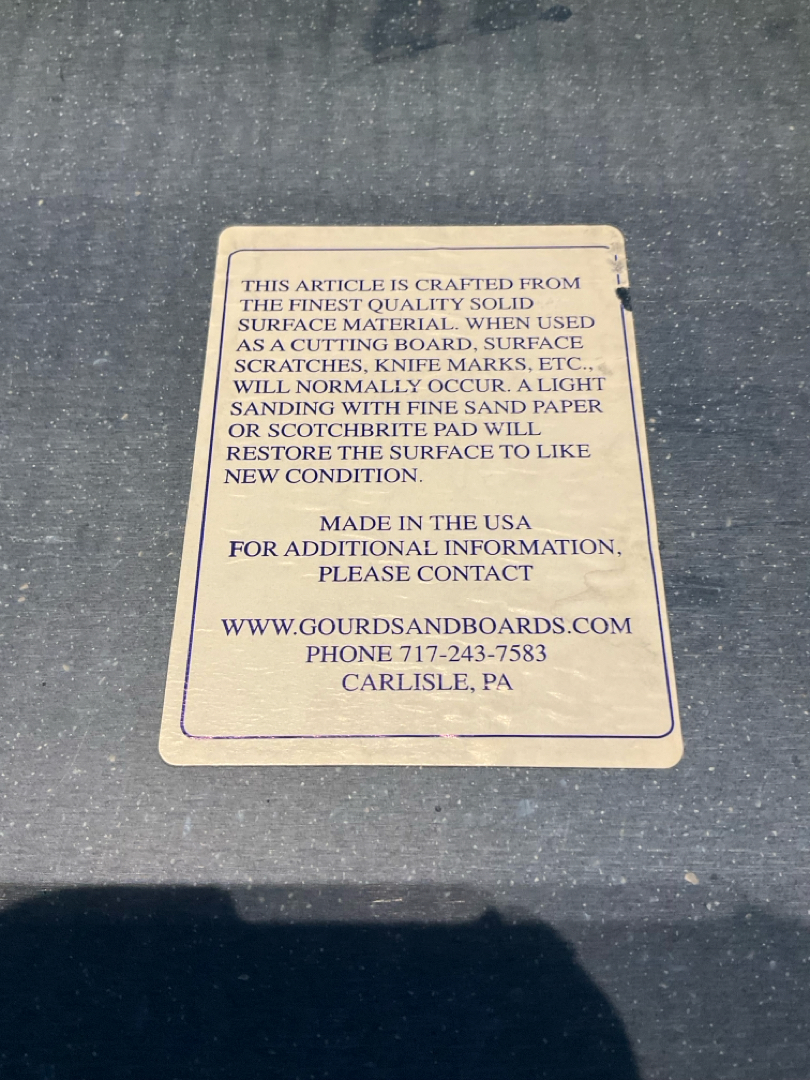 THIS ARTICLE IS CRAFTED FROM
THE FINEST QUALITY SOLID
SURFACE MATERIAL. WHEN USED
AS A CUTTING BOARD, SURFACE
SCRATCHES, KNIFE MARKS, ETC.,
WILL NORMALLY OCCUR. A LIGHT
SANDING WITH FINE SAND PAPER
OR SCOTCHBRITE PAD WILL
RESTORE THE SURFACE TO LIKE
NEW CONDITION.
MADE IN THE USA
FOR ADDITIONAL INFORMATION,
PLEASE CONTACT
WWW.GOURDSANDBOARDS.COM
PHONE 717-243-7583
CARLISLE, PA